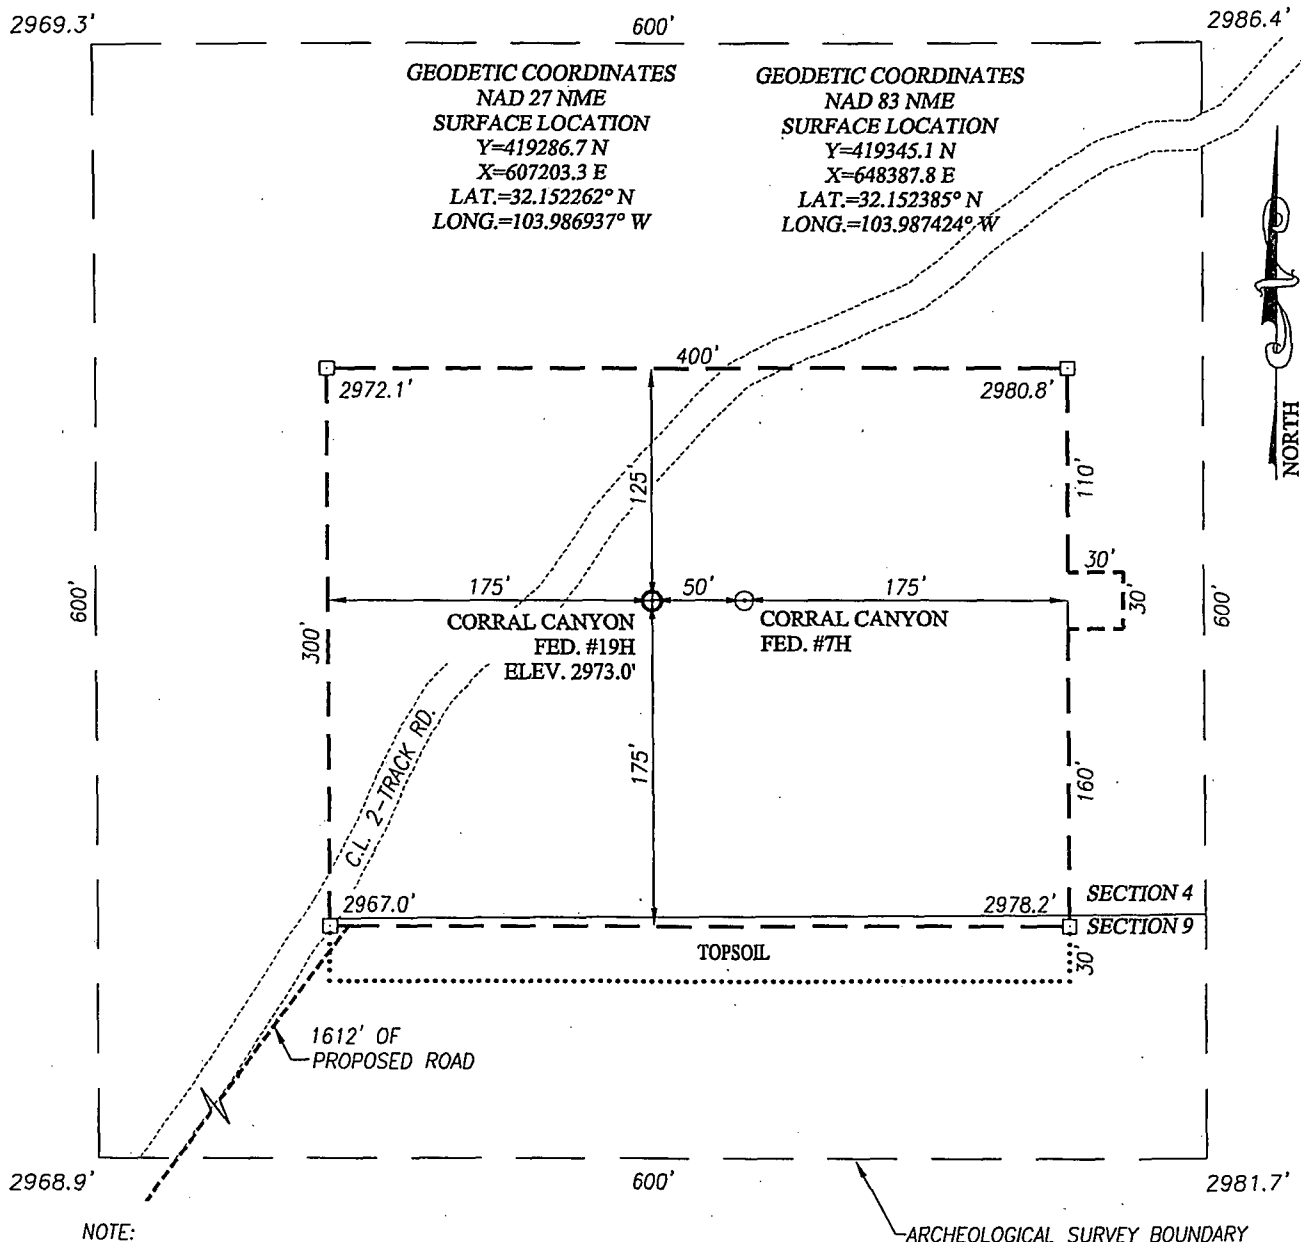 2969.3'
600'
2986.4'
GEODETIC COORDINATES
NAD 27 NME
SURFACE LOCATION
Y=419286.7 N
X=607203.3 E
LAT.=32.152262° N
LONG.=103.986937° W
GEODETIC COORDINATES
NAD 83 NME
SURFACE LOCATION
Y=419345.1 N
X=648387.8 E
LAT.=32.152385° N
LONG.=103.987424° W
NORTH
400'
2972.1'
2980.8'
125'
110'
30'
30'
600'
600'
300'
175'
50'
175'
CORRAL CANYON
FED. #19H
ELEV. 2973.0'
CORRAL CANYON
FED. #7H
C.L. 2-TRACK RD.
175'
160'
2967.0'
2978.2'
SECTION 4
SECTION 9
TOPSOIL
30'
1612' OF
PROPOSED ROAD
2968.9'
600'
2981.7'
NOTE:
ARCHEOLOGICAL SURVEY BOUNDARY